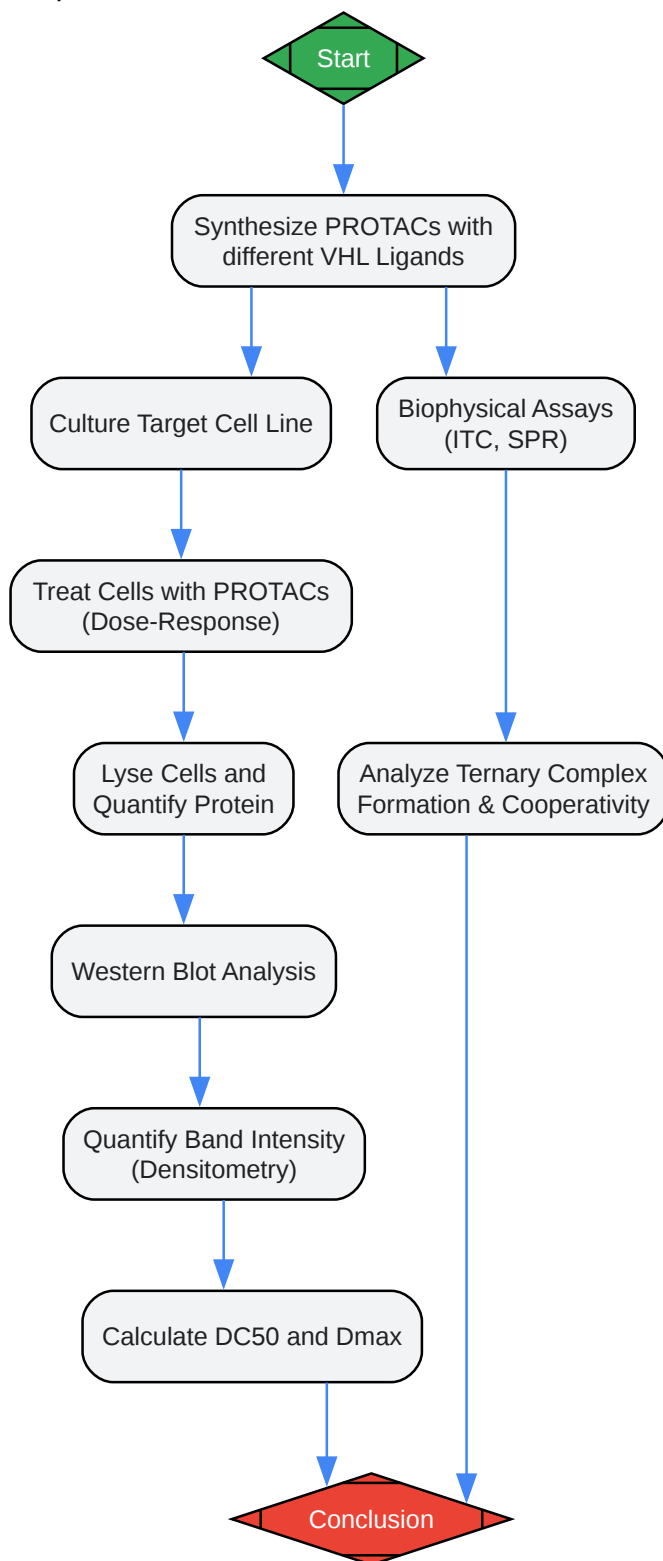 Start
Synthesize PROTACs with
different VHL Ligands
Culture Target Cell Line
Biophysical Assays
(ITC, SPR)
Treat Cells with PROTACs
(Dose-Response)
Lyse Cells and
Quantify Protein
Analyze Ternary Complex
Formation & Cooperativity
Western Blot Analysis
Quantify Band Intensity
(Densitometry)
Calculate DC50 and Dmax
Conclusion